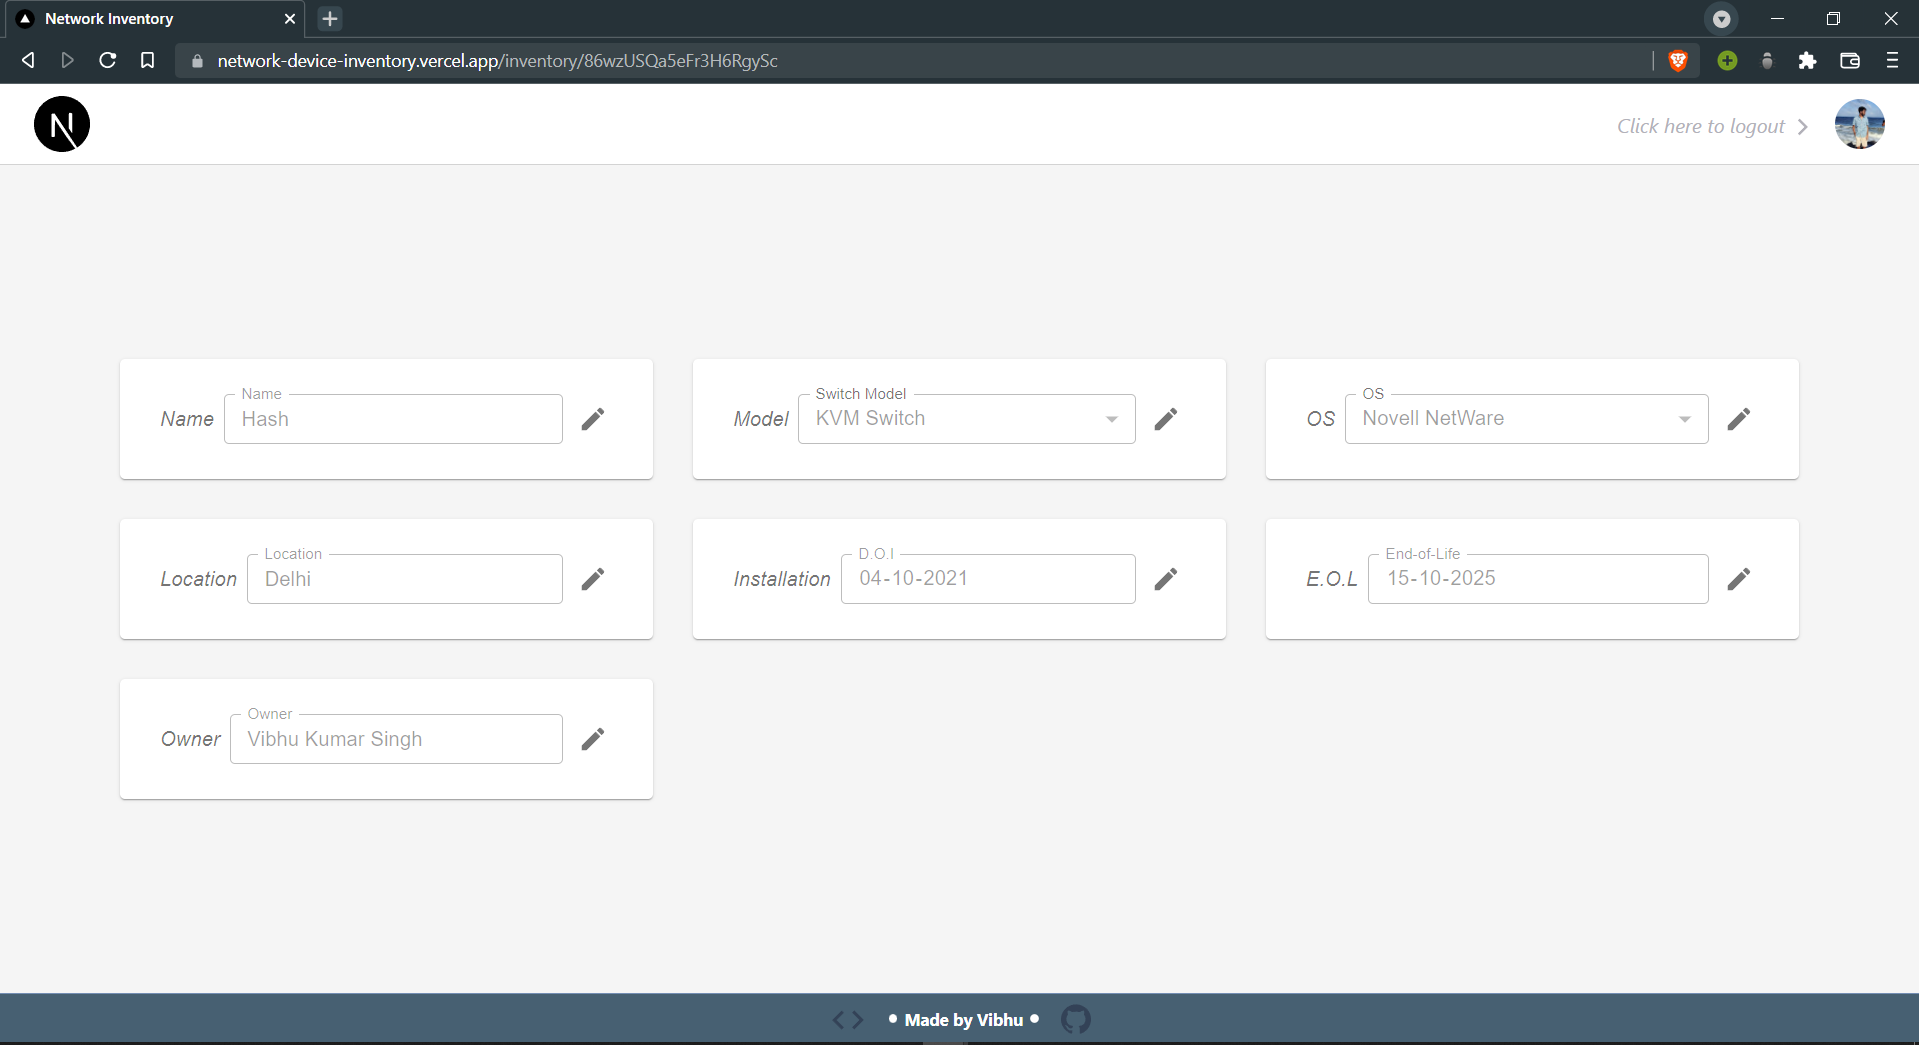 Network Inventory
network-device-inventory.vercel.app/inventory/86wzUSQa5eFr3H6RgySc
N
Click here to logout
Name
Name
Hash
Model
Switch Model
KVM Switch
OS
OS
Novell NetWare
Location
Location
Delhi
Installation
D.O.I
04-10-2021
E.O.L
End-of-Life
15-10-2025
Owner
Owner
Vibhu Kumar Singh
• Made by Vibhu •